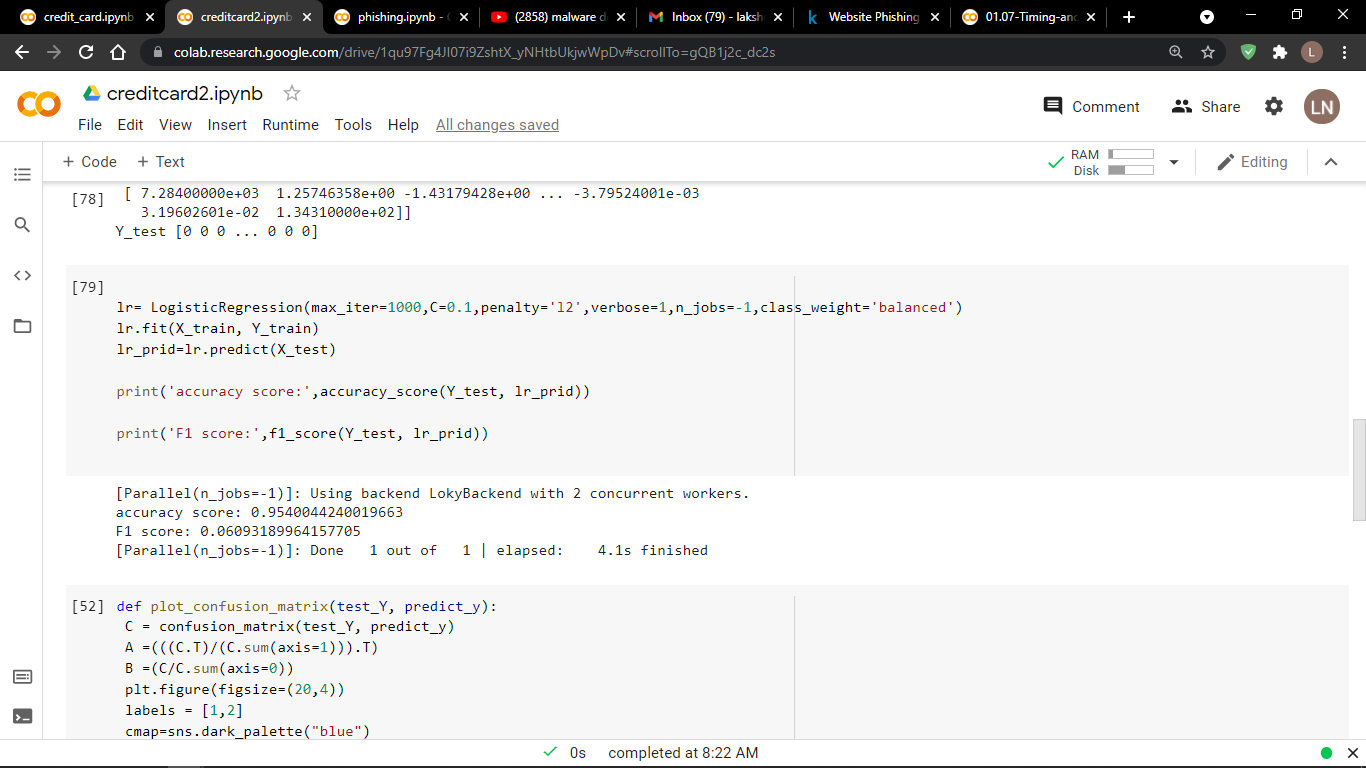 credit_card.ipynb
creditcard2.ipynb
phishing.ipynb - 
(2858) malware d
Inbox (79) - laksh
Website Phishing
01.07-Timing-and
colab.research.google.com/drive/1qu97Fg4Jl07i9ZshtX_yNHtbUkjwWpDv#scrollTo=gQB1j2c_dc2s
L
creditcard2.ipynb
Comment
Share
LN
File Edit View Insert Runtime Tools Help All changes saved
+ Code + Text
RAM
Disk
Editing
[78] [ 7.28400000e+03 1.25746358e+00 -1.43179428e+00 ... -3.79524001e-03
3.19602601e-02 1.34310000e+02]]
Y_test [0 0 0 ... 0 0 0]
[79]
lr= LogisticRegression(max_iter=1000,C=0.1,penalty='l2',verbose=1,n_jobs=-1,class_weight='balanced')
lr.fit(X_train, Y_train)
lr_prid=lr.predict(X_test)
print('accuracy score:',accuracy_score(Y_test, lr_prid))
print('F1 score:',f1_score(Y_test, lr_prid))
[Parallel(n_jobs=-1)]: Using backend LokyBackend with 2 concurrent workers.
accuracy score: 0.9540044240019663
F1 score: 0.06093189964157705
[Parallel(n_jobs=-1)]: Done 1 out of 1 | elapsed: 4.1s finished
[52] def plot_confusion_matrix(test_Y, predict_y):
C = confusion_matrix(test_Y, predict_y)
A =(((C.T)/(C.sum(axis=1))).T)
B =(C/C.sum(axis=0))
plt.figure(figsize=(20,4))
labels = [1,2]
cmap=sns.dark_palette("blue")
0s completed at 8:22 AM